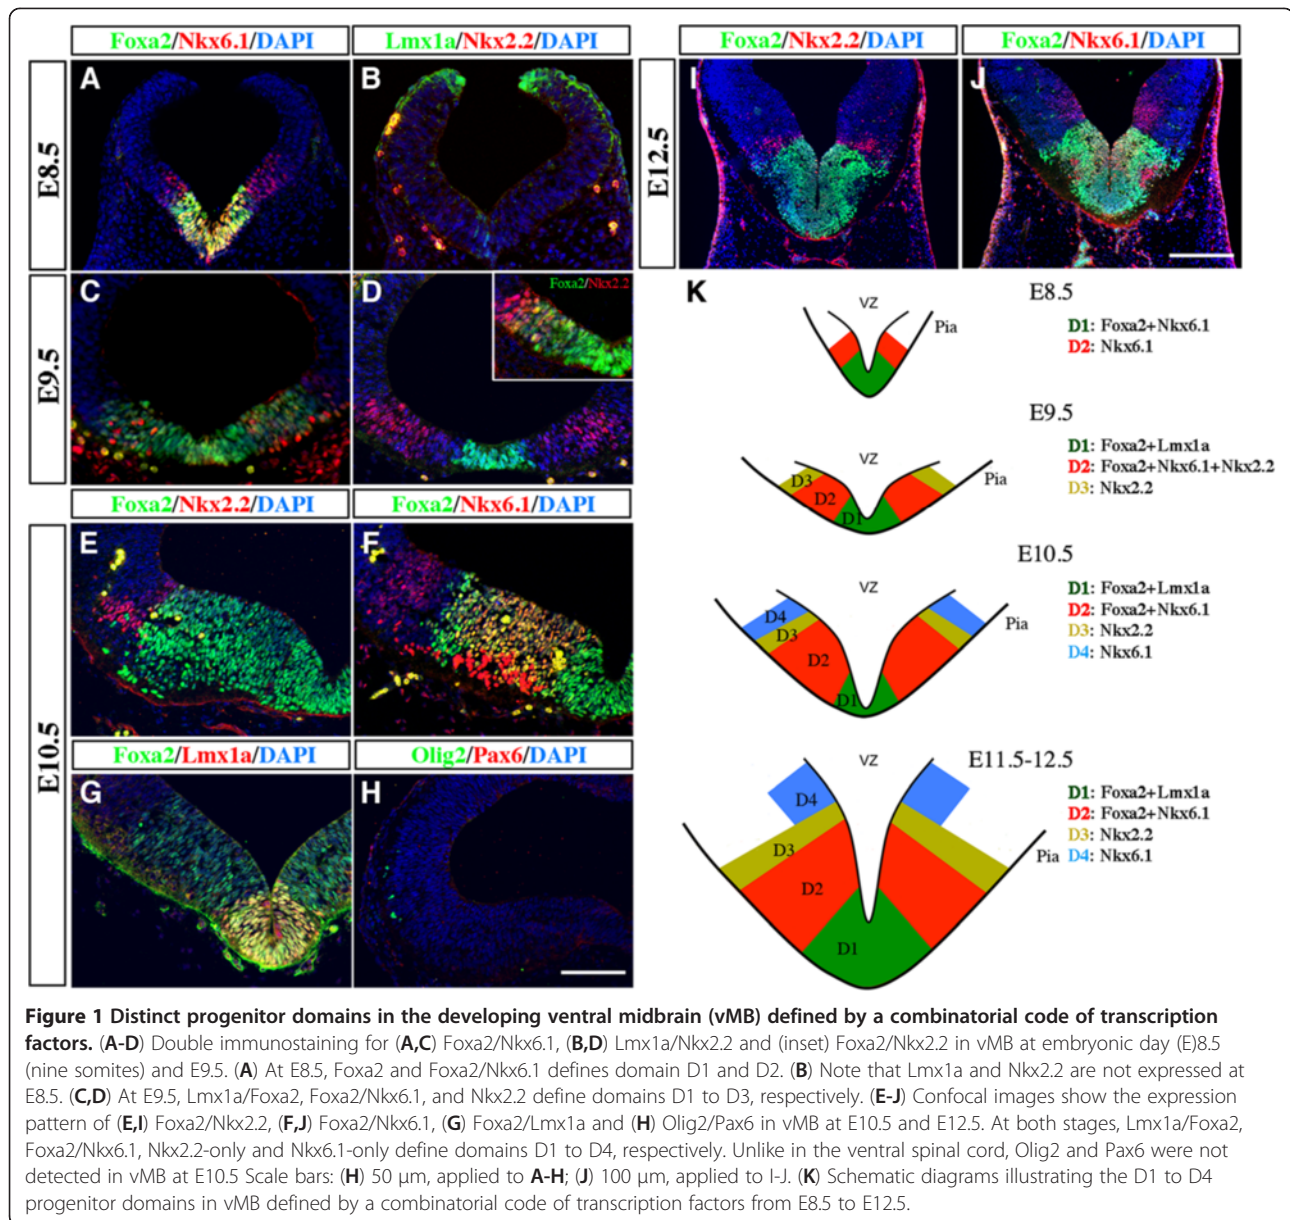 Foxa2/Nkx6.1/DAPI
Lmx1a/Nkx2.2/DAPI
Foxa2/Nkx2.2/DAPI
Foxa2/Nkx6.1/DAPI
E8.5
A
B
E12.5
I
J
E9.5
C
D
Foxa2/Nkx2.2
Foxa2/Nkx2.2/DAPI
Foxa2/Nkx6.1/DAPI
E10.5
E
F
Foxa2/Lmx1a/DAPI
Olig2/Pax6/DAPI
G
H
K
VZ
Pia
E8.5
D1: Foxa2+Nkx6.1
D2: Nkx6.1
E9.5
VZ
Pia
D3
D2
D1
D1: Foxa2+Lmx1a
D2: Foxa2+Nkx6.1+Nkx2.2
D3: Nkx2.2
E10.5
VZ
Pia
D4
D3
D2
D1
D1: Foxa2+Lmx1a
D2: Foxa2+Nkx6.1
D3: Nkx2.2
D4: Nkx6.1
E11.5-12.5
VZ
Pia
D4
D3
D2
D1
D1: Foxa2+Lmx1a
D2: Foxa2+Nkx6.1
D3: Nkx2.2
D4: Nkx6.1
Figure 1 Distinct progenitor domains in the developing ventral midbrain (vMB) defined by a combinatorial code of transcription
factors. (A-D) Double immunostaining for (A,C) Foxa2/Nkx6.1, (B,D) Lmx1a/Nkx2.2 and (inset) Foxa2/Nkx2.2 in vMB at embryonic day (E)8.5
(nine somites) and E9.5. (A) At E8.5, Foxa2 and Foxa2/Nkx6.1 defines domain D1 and D2. (B) Note that Lmx1a and Nkx2.2 are not expressed at
E8.5. (C,D) At E9.5, Lmx1a/Foxa2, Foxa2/Nkx6.1, and Nkx2.2 define domains D1 to D3, respectively. (E-J) Confocal images show the expression
pattern of (E,I) Foxa2/Nkx2.2, (F,J) Foxa2/Nkx6.1, (G) Foxa2/Lmx1a and (H) Olig2/Pax6 in vMB at E10.5 and E12.5. At both stages, Lmx1a/Foxa2,
Foxa2/Nkx6.1, Nkx2.2-only and Nkx6.1-only define domains D1 to D4, respectively. Unlike in the ventral spinal cord, Olig2 and Pax6 were not
detected in vMB at E10.5 Scale bars: (H) 50 μm, applied to A-H; (J) 100 μm, applied to I-J. (K) Schematic diagrams illustrating the D1 to D4
progenitor domains in vMB defined by a combinatorial code of transcription factors from E8.5 to E12.5.